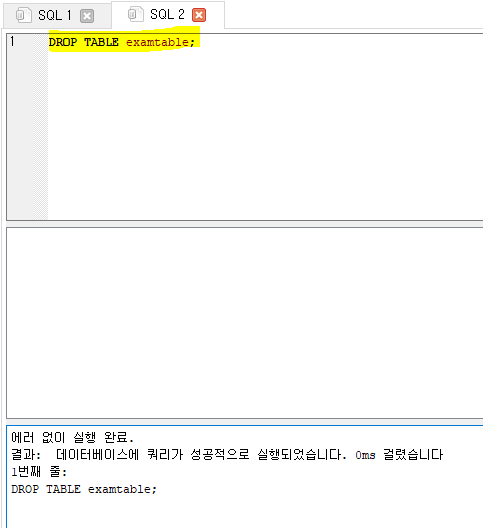 SQL 1
SQL 2
1
DROP TABLE examtable;
에러 없이 실행 완료.
결과: 데이터베이스에 쿼리가 성공적으로 실행되었습니다. 0ms 걸렸습니다
1번째 줄:
DROP TABLE examtable;